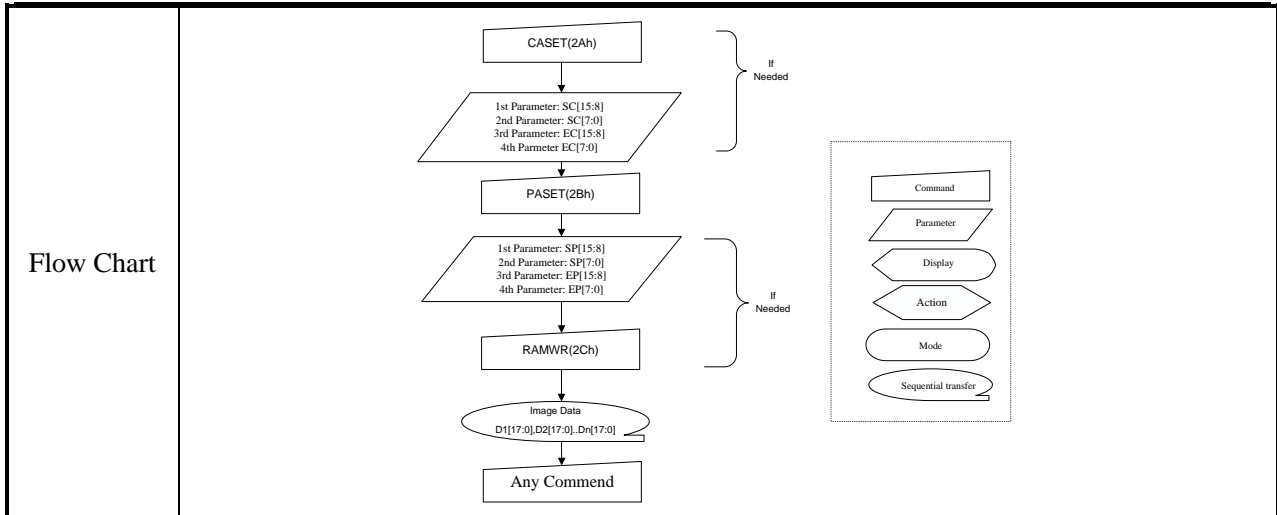 Flow Chart
CASET(2Ah)
1st Parameter: SC[15:8]
2nd Parameter: SC[7:0]
3rd Parameter: EC[15:8]
4th Parmeter EC[7:0]
If
Needed
PASET(2Bh)
1st Parameter: SP[15:8]
2nd Parameter: SP[7:0]
3rd Parameter: EP[15:8]
4th Parameter: EP[7:0]
If
Needed
RAMWR(2Ch)
Image Data
D1[17:0],D2[17:0]..Dn[17:0]
Any Commend
Command
Parameter
Display
Action
Mode
Sequential transfer